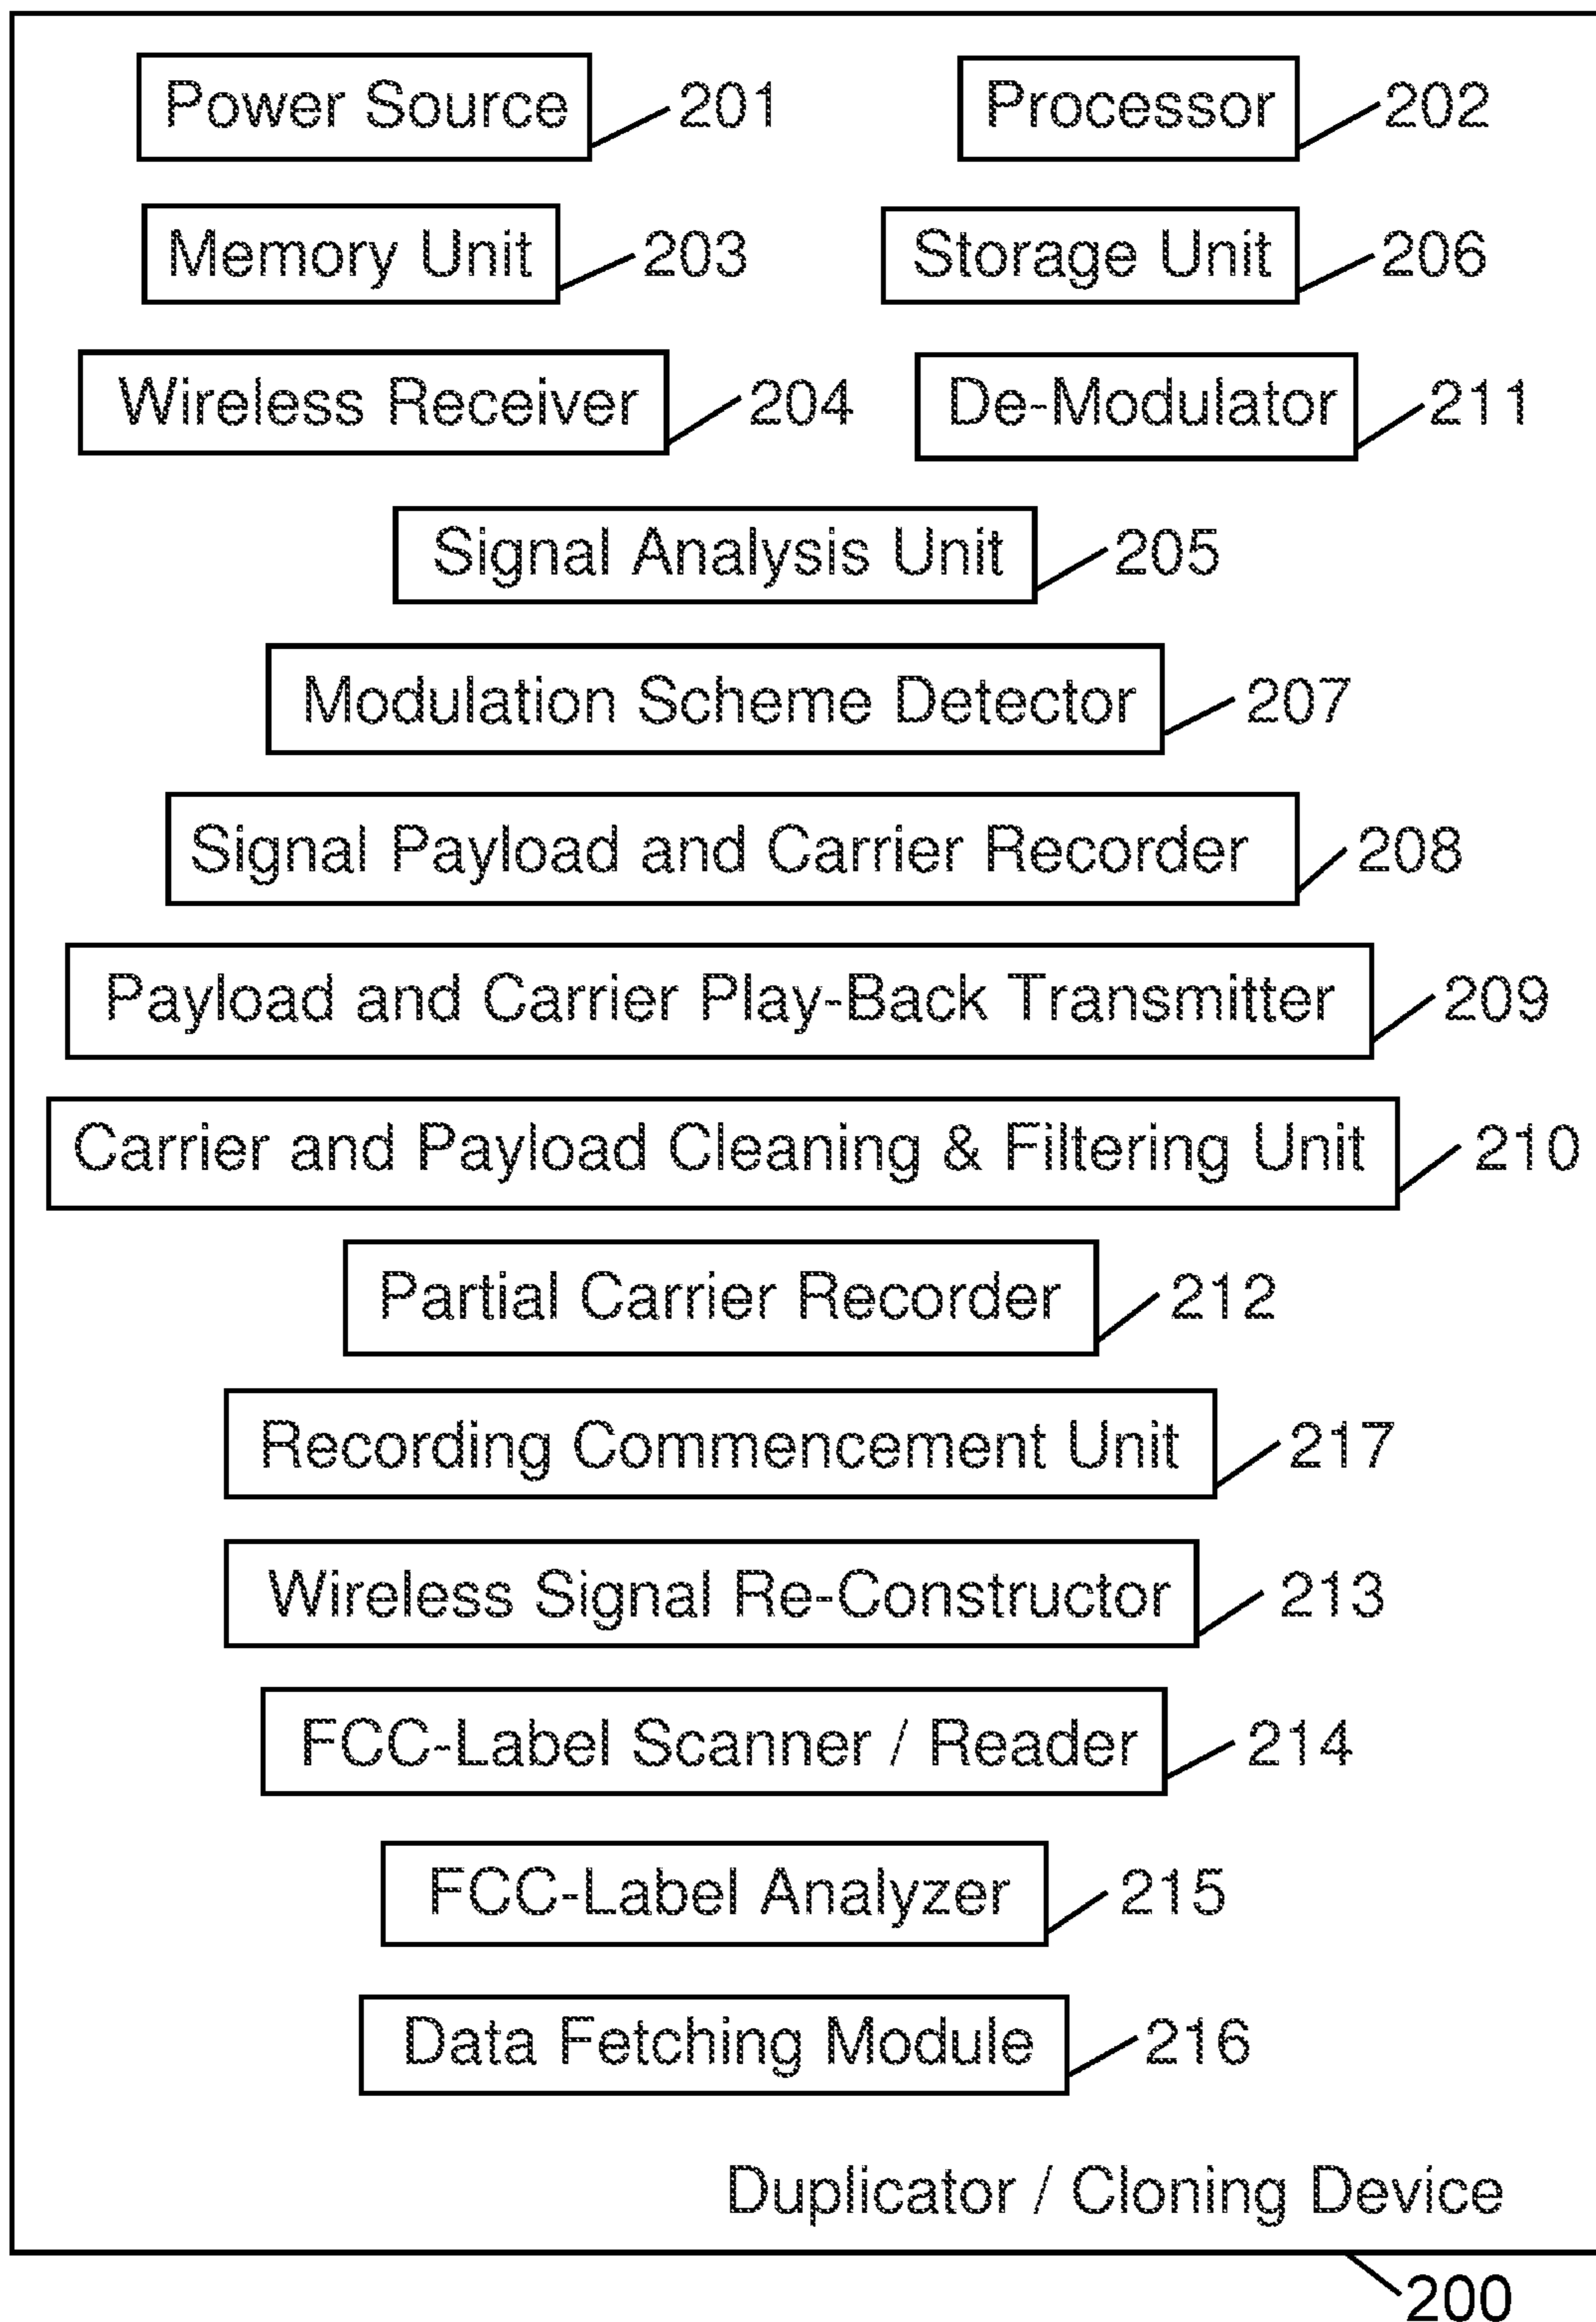 Power Source 201 Processor 202
Memory Unit 203 Storage Unit 206
Wireless Receiver 204 De-Modulator 211
Signal Analysis Unit 205
Modulation Scheme Detector 207
Signal Payload and Carrier Recorder 208
Payload and Carrier Play-Back Transmitter 209
Carrier and Payload Cleaning & Filtering Unit 210
Partial Carrier Recorder 212
Recording Commencement Unit 217
Wireless Signal Re-Constructor 213
FCC-Label Scanner / Reader 214
FCC-Label Analyzer 215
Data Fetching Module 216
Duplicator / Cloning Device
200